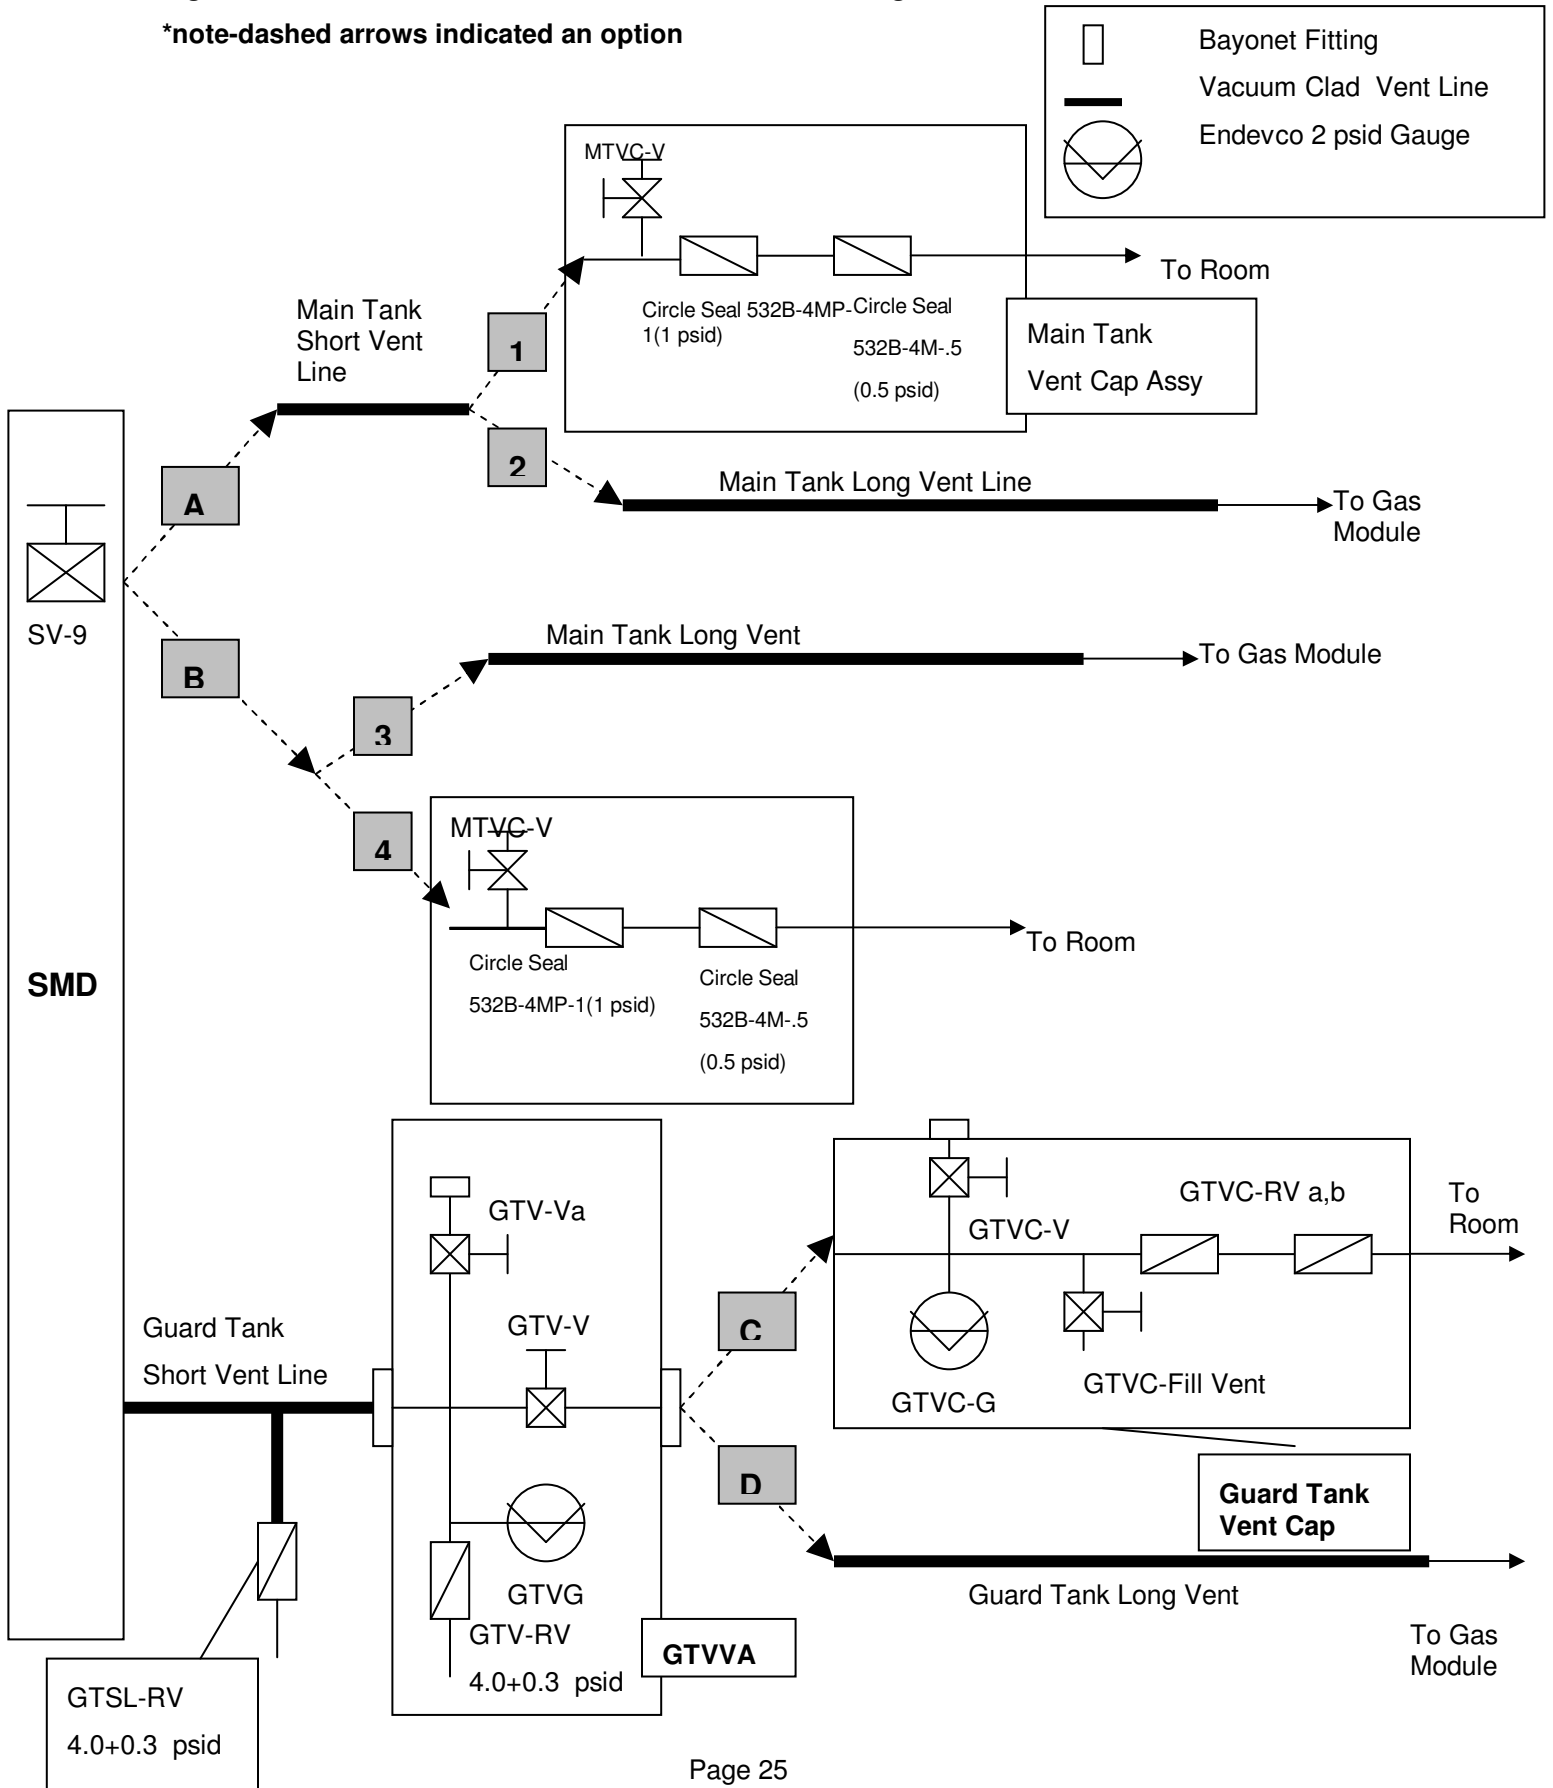 *note-dashed arrows indicated an option
Bayonet Fitting
Vacuum Clad Vent Line
Endevco 2 psid Gauge
MTVC-V
To Room
Circle Seal 532B-4MP-
1(1 psid)
Circle Seal
532B-4M-.5
(0.5 psid)
Main Tank
Vent Cap Assy
Main Tank
Short Vent
Line
1
2
A
Main Tank Long Vent Line
To Gas
Module
SV-9
B
Main Tank Long Vent
To Gas Module
3
4
MTVC-V
To Room
Circle Seal
532B-4MP-1(1 psid)
Circle Seal
532B-4M-.5
(0.5 psid)
SMD
GTV-Va
GTV-V
Guard Tank
Short Vent Line
GTVG
GTV-RV
4.0+0.3 psid
GTVVA
GTSL-RV
4.0+0.3 psid
C
D
GTVC-RV a,b
GTVC-V
To
Room
GTVC-G
GTVC-Fill Vent
Guard Tank
Vent Cap
Guard Tank Long Vent
To Gas
Module
Page 25